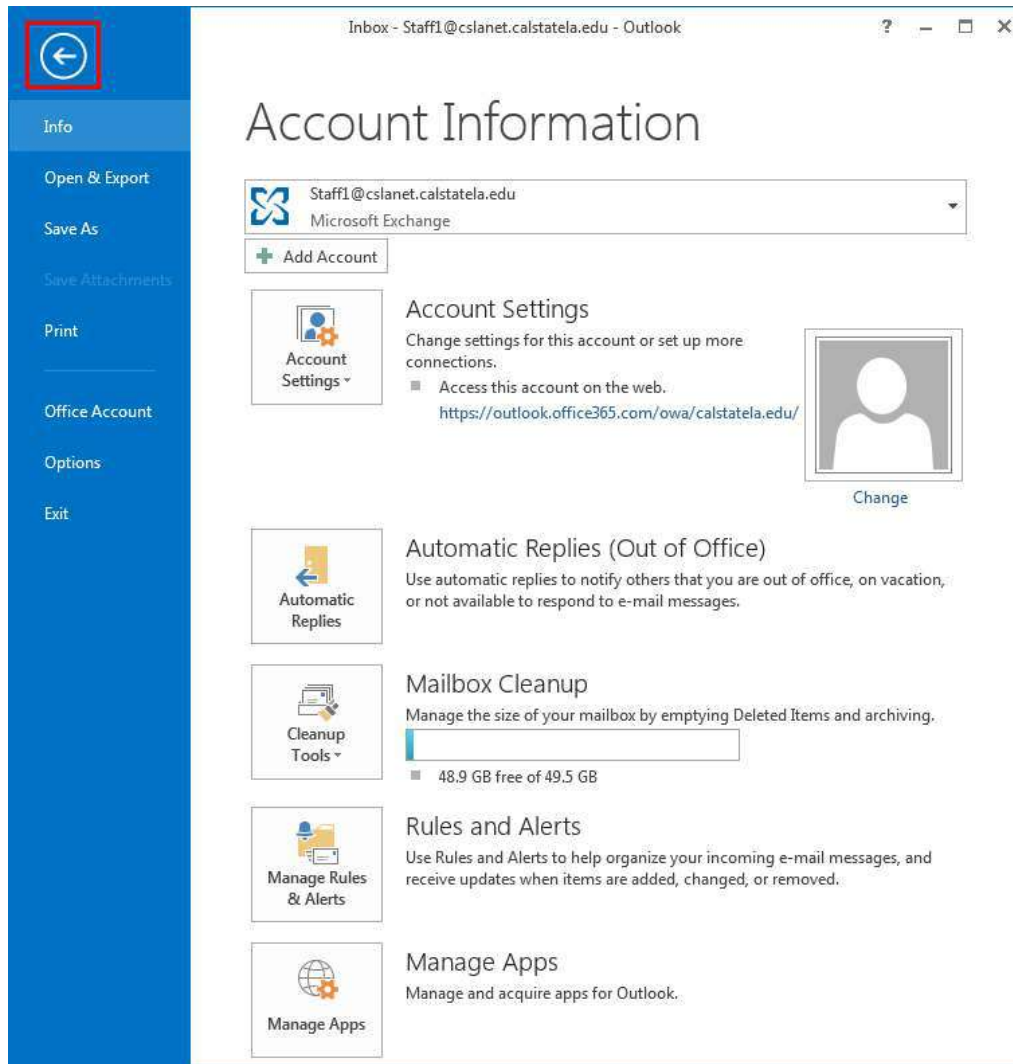 Inbox - Staff1@cslanet.calstatela.edu - Outlook
?
Info
Open & Export
Save As
Save Attachments
Print
Office Account
Options
Exit
Account Information
Staff1@cslanet.calstatela.edu
Microsoft Exchange
Add Account
Account
Settings
Account Settings
Change settings for this account or set up more
connections.
Access this account on the web.
https://outlook.office365.com/owa/calstatela.edu/
Change
Automatic
Replies
Automatic Replies (Out of Office)
Use automatic replies to notify others that you are out of office, on vacation,
or not available to respond to e-mail messages.
Cleanup
Tools
Mailbox Cleanup
Manage the size of your mailbox by emptying Deleted Items and archiving.
48.9 GB free of 49.5 GB
Manage Rules
& Alerts
Rules and Alerts
Use Rules and Alerts to help organize your incoming e-mail messages, and
receive updates when items are added, changed, or removed.
Manage Apps
Manage Apps
Manage and acquire apps for Outlook.